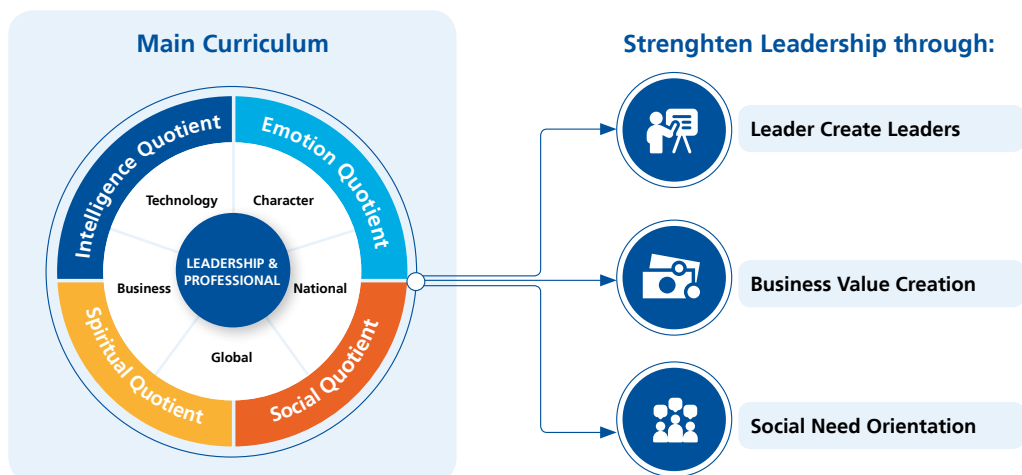 Main Curriculum
Intelligence Quotient
Emotion Quotient
Technology
Character
LEADERSHIP &
PROFESSIONAL
Business
National
Global
Spiritual Quotient
Social Quotient
Strenghten Leadership through:
Leader Create Leaders
Business Value Creation
Social Need Orientation